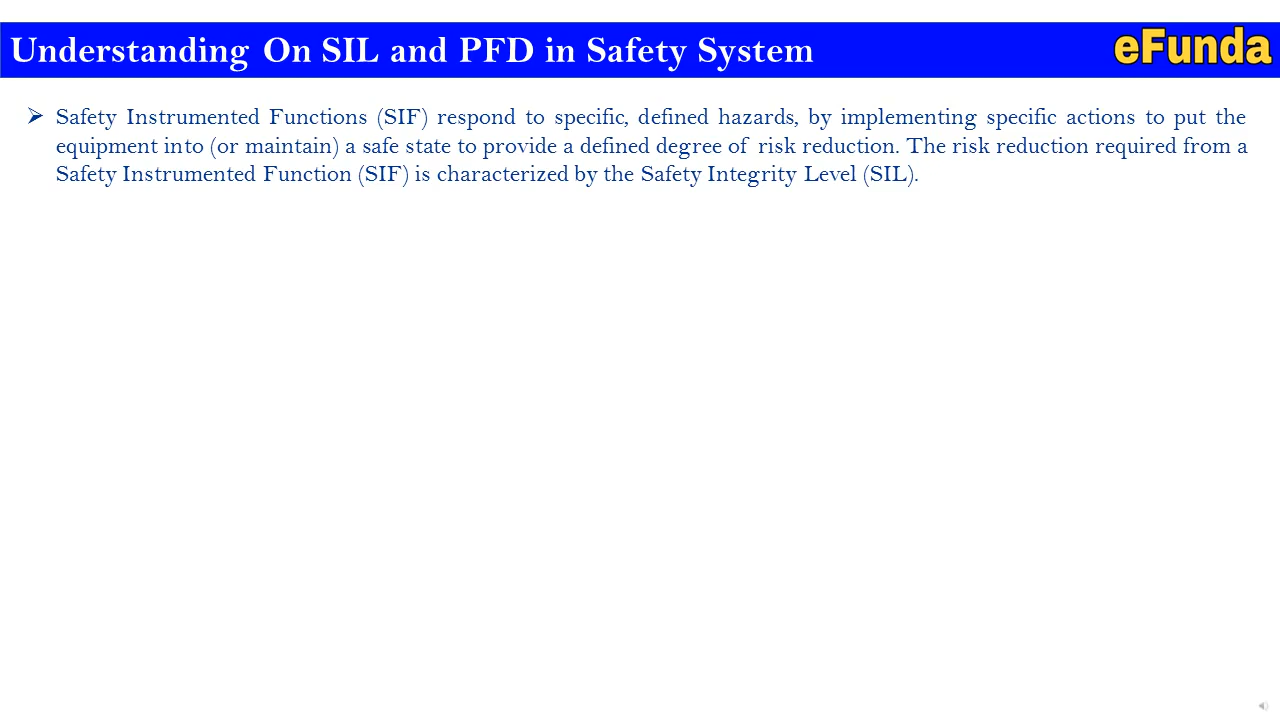 Understanding On SIL and PFD in Safety System
eFunda
➢ Safety Instrumented Functions (SIF) respond to specific, defined hazards, by implementing specific actions to put the
equipment into (or maintain) a safe state to provide a defined degree of risk reduction. The risk reduction required from a
Safety Instrumented Function (SIF) is characterized by the Safety Integrity Level (SIL).